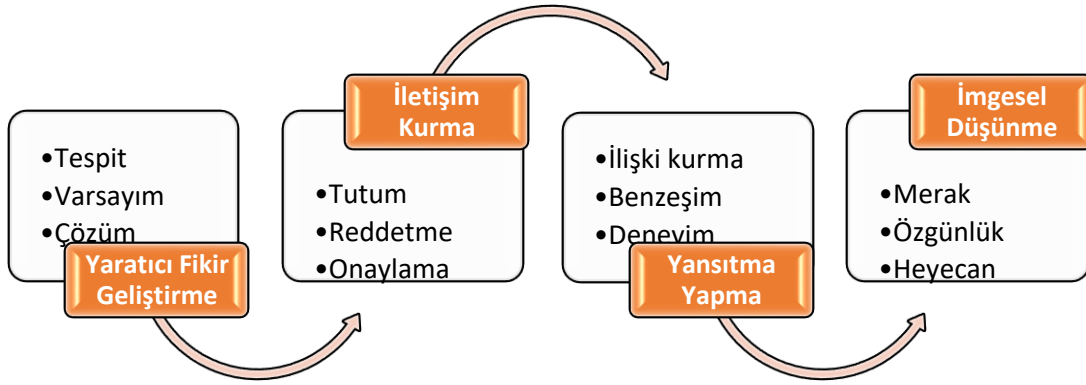 •Tespit
•Varsayım
•Çözüm
Yaratıcı Fikir
Geliştirme
İletişim
Kurma
•Tutum
•Reddetme
•Onaylama
•İlişki kurma
•Benzeşim
•Deneyim
Yansıtma
Yapma
İmgesel
Düşünme
•Merak
•Özgünlük
•Heyecan